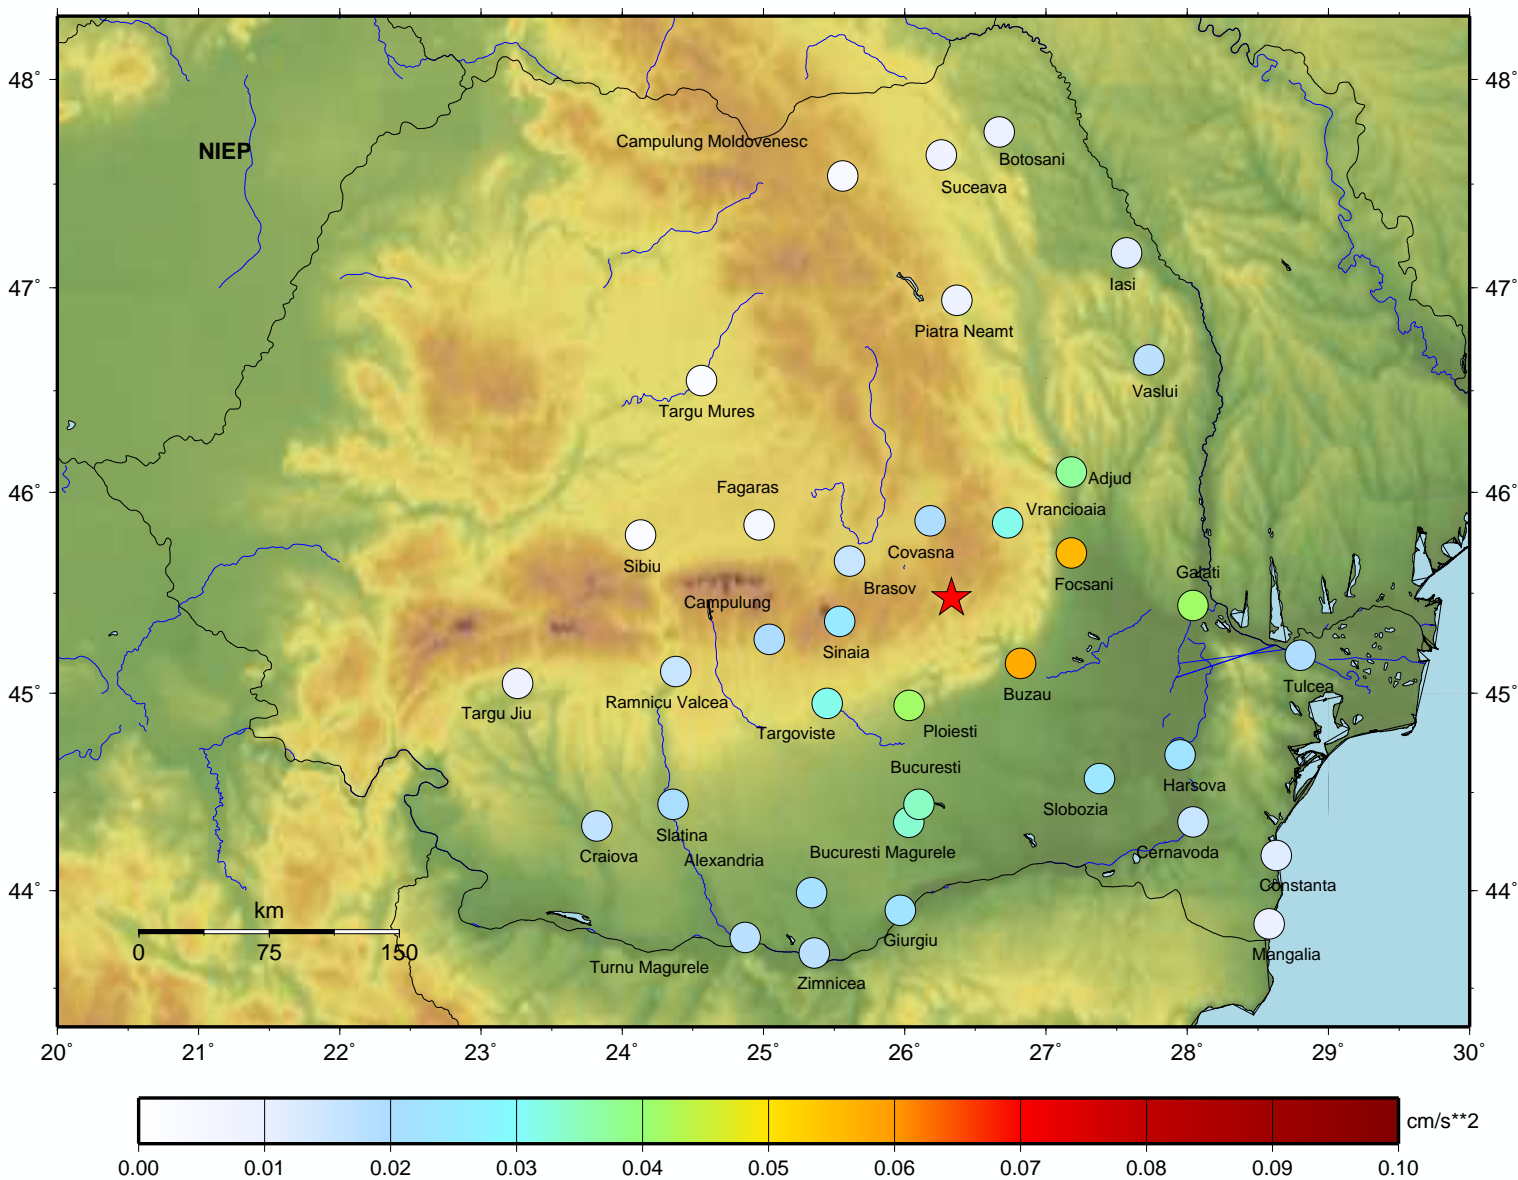 48° 48°
Campulung Moldovenesc
NIEP
Botosani
Suceava
Iasi
47° 47°
Piatra Neamt
Vaslui
Targu Mures
Adjud
Fagaras
46° 46°
Vrancioaia
Covasna
Sibiu
Galati
Focsani
Brasov
Campulung
Sinaia
Tulcea
Buzau
45° 45°
Ramnicu Valcea
Targu Jiu
Ploiesti
Targoviste
Bucuresti
Harsova
Slobozia
Slatina
Bucuresti Magurele
Cernavoda
Craiova
Alexandria
Constanta
44° 44°
km
Giurgiu
0 75 150
Mangalia
Turnu Magurele
Zimnicea
20° 21° 22° 23° 24° 25° 26° 27° 28° 29° 30°
cm/s**2
0.00 0.01 0.02 0.03 0.04 0.05 0.06 0.07 0.08 0.09 0.10